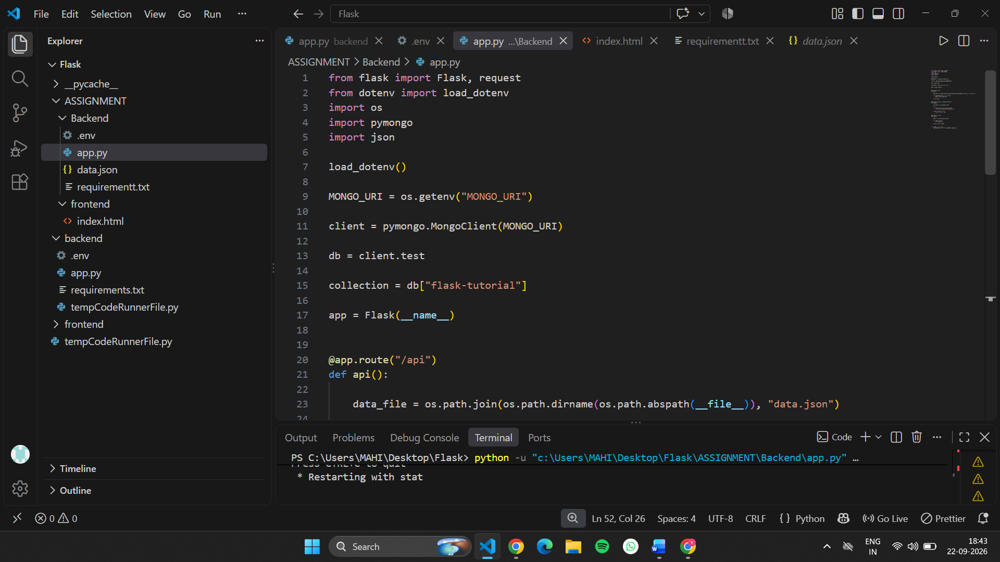 File Edit Selection View Go Run ···
Flask
Explorer
Flask
__pycache__
ASSIGNMENT
Backend
.env
app.py
data.json
requirementt.txt
frontend
index.html
backend
.env
app.py
requirements.txt
tempCodeRunnerFile.py
frontend
tempCodeRunnerFile.py
Timeline
Outline
app.py backend
.env
app.py ...\Backend
index.html
requirementt.txt
data.json
ASSIGNMENT > Backend > app.py
1 from flask import Flask, request
2 from dotenv import load_dotenv
3 import os
4 import pymongo
5 import json
6
7 load_dotenv()
8
9 MONGO_URI = os.getenv("MONGO_URI")
10
11 client = pymongo.MongoClient(MONGO_URI)
12
13 db = client.test
14
15 collection = db["flask-tutorial"]
16
17 app = Flask(__name__)
18
19
20 @app.route("/api")
21 def api():
22
23 data_file = os.path.join(os.path.dirname(os.path.abspath(__file__)), "data.json")
24
Output Problems Debug Console Terminal Ports
Code
PS C:\Users\MAHI\Desktop\Flask> python -u "c:\Users\MAHI\Desktop\Flask\ASSIGNMENT\Backend\app.py" …
Press CTRL+C to quit
* Restarting with stat
0 0
Ln 52, Col 26 Spaces: 4 UTF-8 CRLF { } Python Go Live Prettier
Search
ENG
IN
18:43
22-09-2026